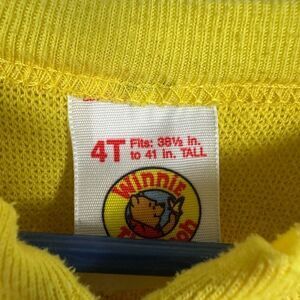 4T Fits: 38½ in.
to 41 in. TALL
Winnie